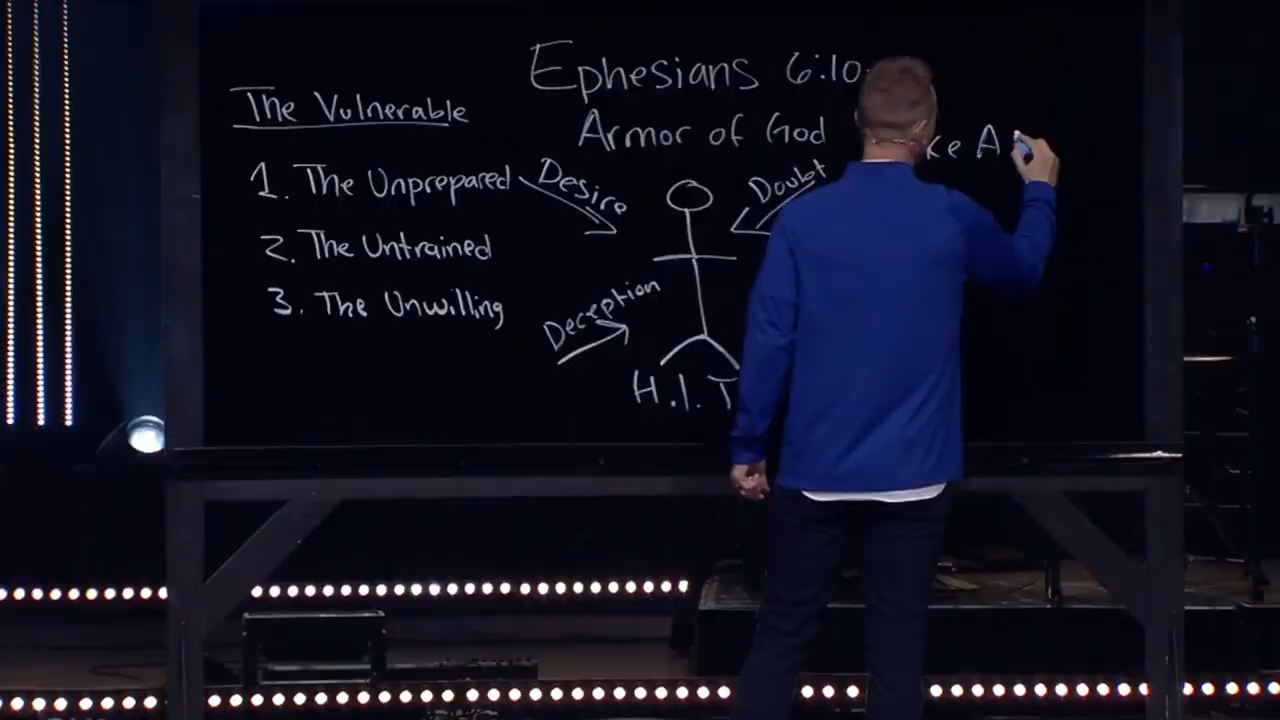 Ephesians 6:10
Armor of God
The Vulnerable
1. The Unprepared
2. The Untrained
3. The Unwilling
Desire
Doubt
Deception
H.I.T
ke A